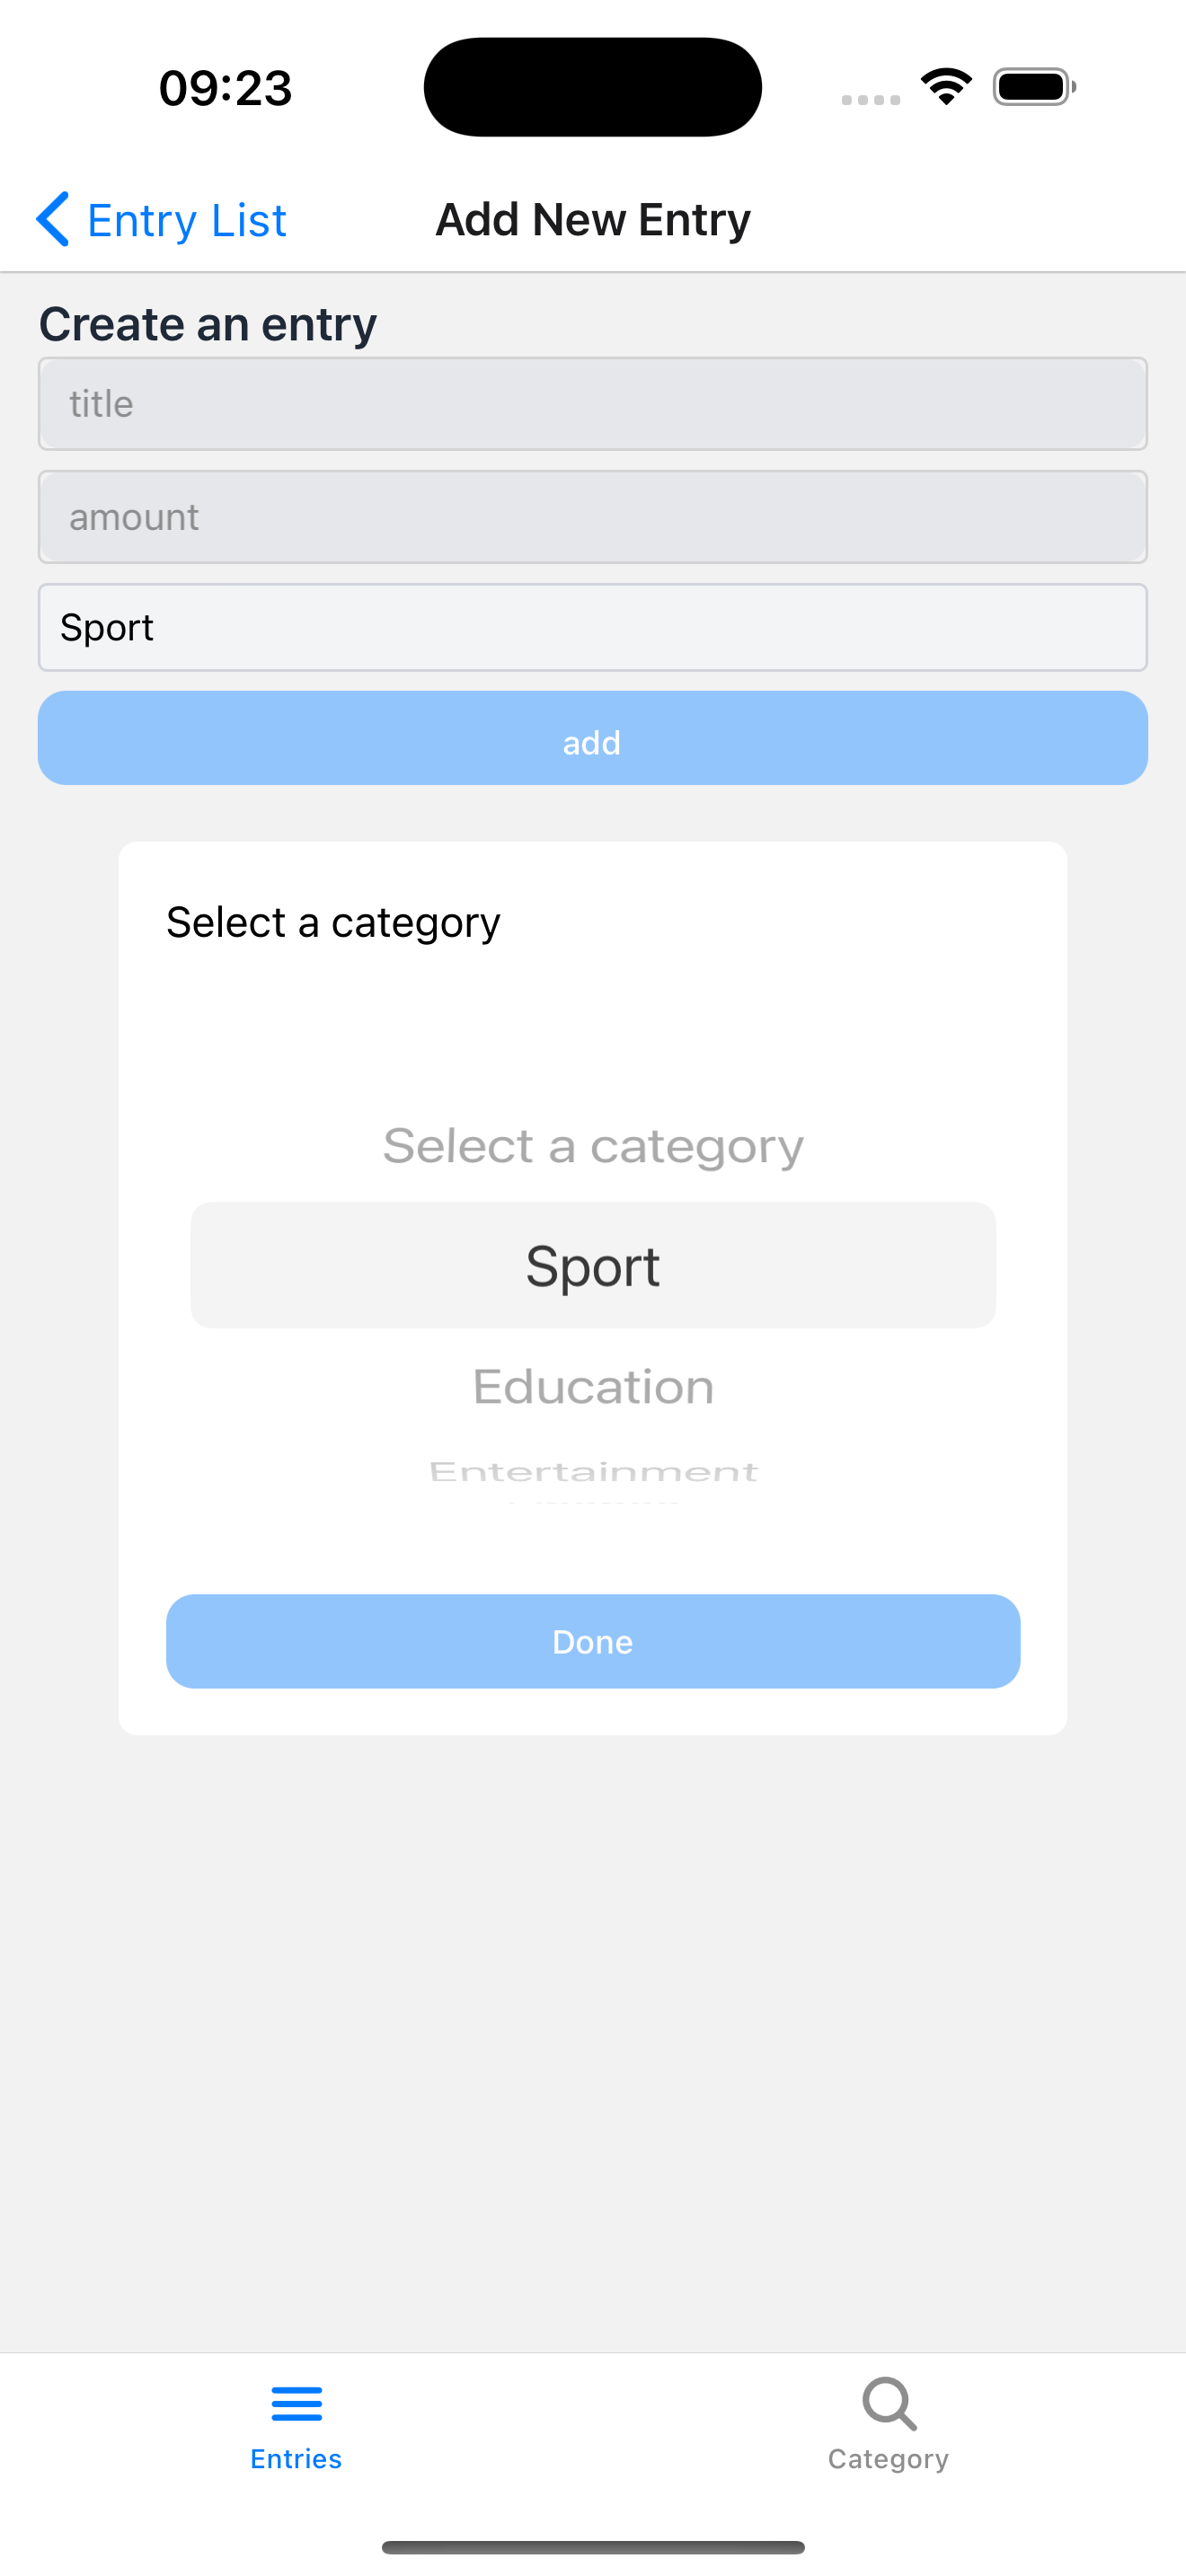 09:23
Entry List
Add New Entry
Create an entry
title
amount
Sport
add
Select a category
Select a category
Sport
Education
Entertainment
Done
Entries
Category